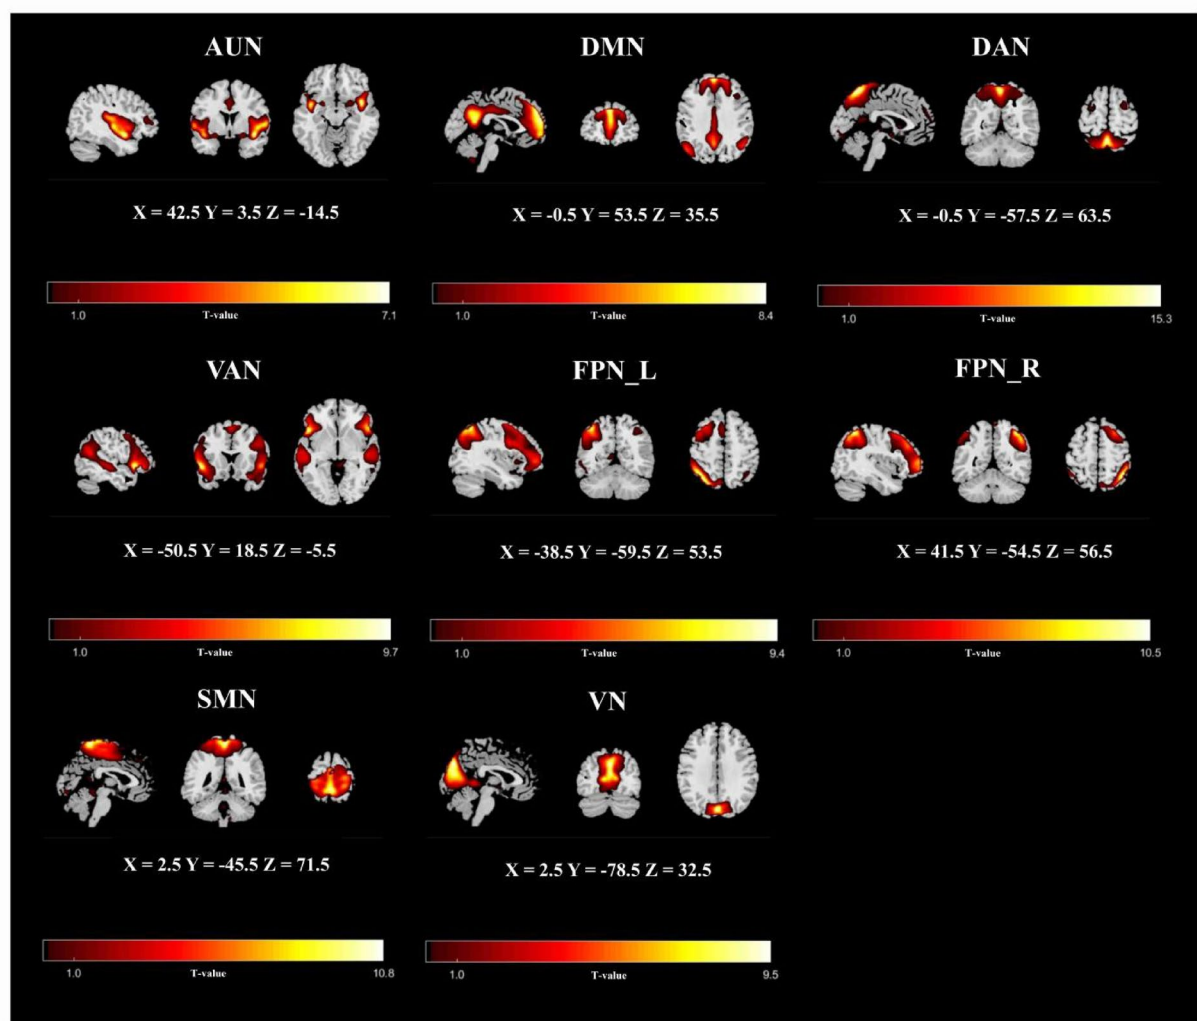 AUN
DMN
DAN
X = 42.5 Y = 3.5 Z = -14.5
X = -0.5 Y = 53.5 Z = 35.5
X = -0.5 Y = -57.5 Z = 63.5
1.0 T-value 7.1
1.0 T-value 8.4
1.0 T-value 15.3
VAN
FPN_L
FPN_R
X = -50.5 Y = 18.5 Z = -5.5
X = -38.5 Y = -59.5 Z = 53.5
X = 41.5 Y = -54.5 Z = 56.5
1.0 T-value 9.7
1.0 T-value 9.4
1.0 T-value 10.5
SMN
VN
X = 2.5 Y = -45.5 Z = 71.5
X = 2.5 Y = -78.5 Z = 32.5
1.0 T-value 10.8
1.0 T-value 9.5